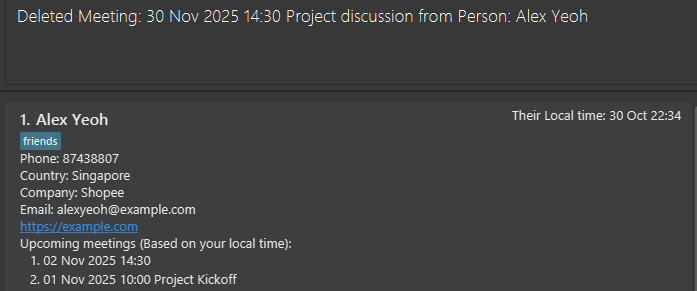 Deleted Meeting: 30 Nov 2025 14:30 Project discussion from Person: Alex Yeoh
1. Alex Yeoh
Their Local time: 30 Oct 22:34
friends
Phone: 87438807
Country: Singapore
Company: Shopee
Email: alexyeoh@example.com
https://example.com
Upcoming meetings (Based on your local time):
1. 02 Nov 2025 14:30
2. 01 Nov 2025 10:00 Project Kickoff